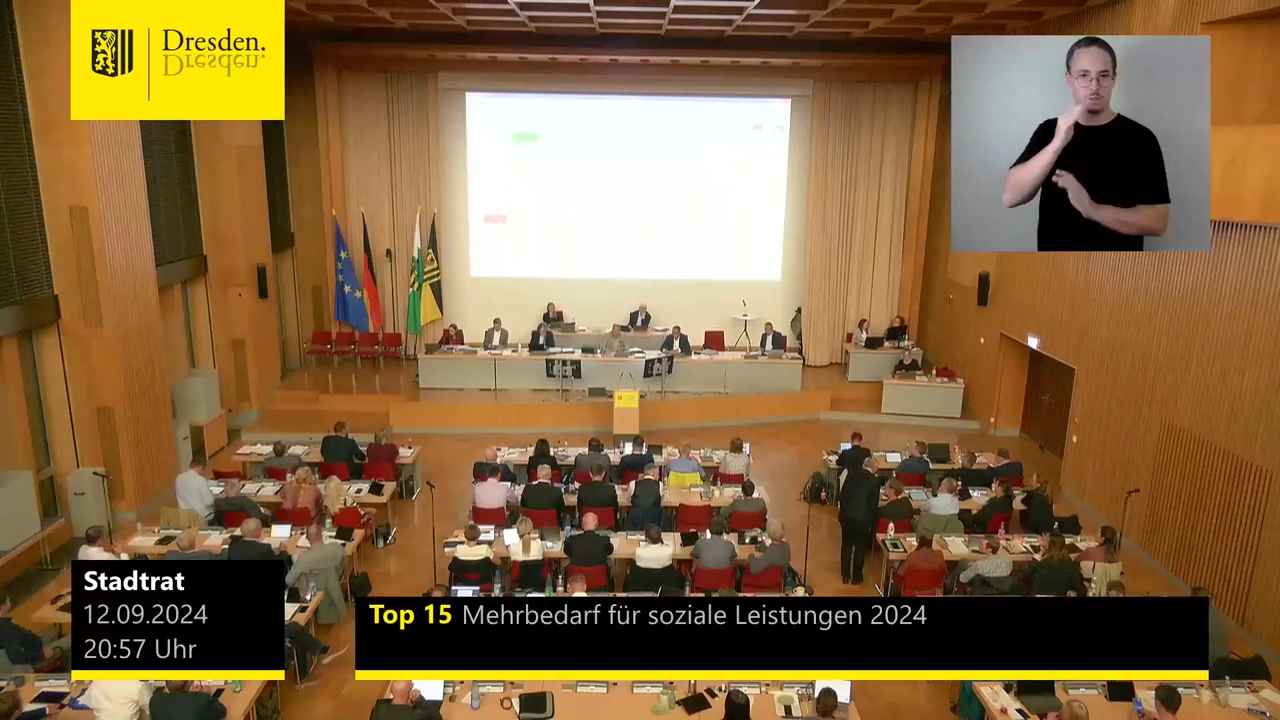 Dresden.
Dresden.
Stadtrat
12.09.2024
20:57 Uhr
Top 15 Mehrbedarf für soziale Leistungen 2024